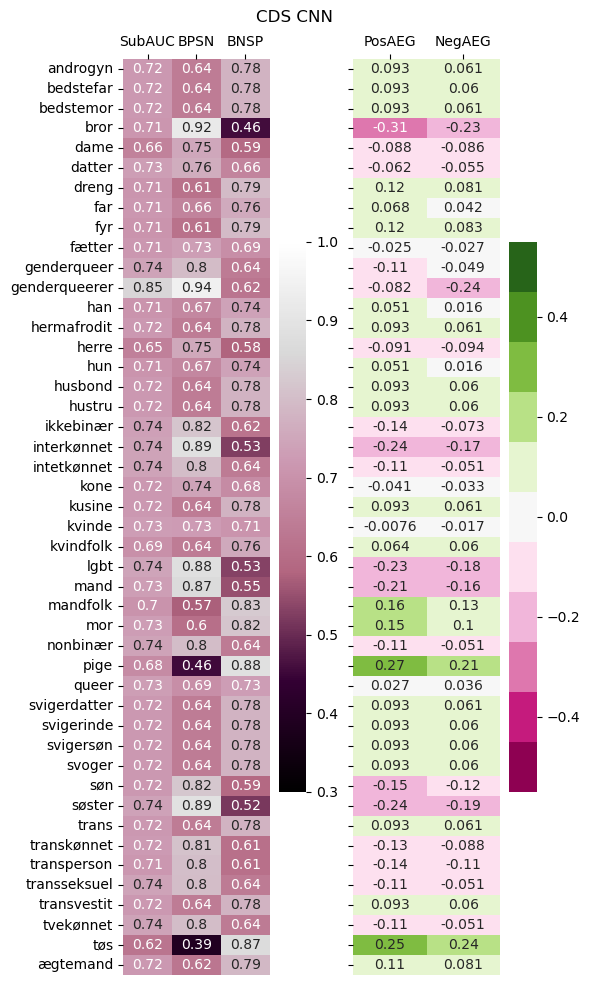 CDS CNN
SubAUC BPSN BNSP PosAEG NegAEG
androgyn 0.72 0.64 0.78 0.093 0.061
bedstefar 0.72 0.64 0.78 0.093 0.06
bedstemor 0.72 0.64 0.78 0.093 0.061
bror 0.71 0.92 0.46 -0.31 -0.23
dame 0.66 0.75 0.59 -0.088 -0.086
datter 0.73 0.76 0.66 -0.062 -0.055
dreng 0.71 0.61 0.79 0.12 0.081
far 0.71 0.66 0.76 0.068 0.042
fyr 0.71 0.61 0.79 0.12 0.083
fætter 0.71 0.73 0.69 -0.025 -0.027
genderqueer 0.74 0.8 0.64 -0.11 -0.049
genderqueerer 0.85 0.94 0.62 -0.082 -0.24
han 0.71 0.67 0.74 0.051 0.016
hermafrodit 0.72 0.64 0.78 0.093 0.061
herre 0.65 0.75 0.58 -0.091 -0.094
hun 0.71 0.67 0.74 0.051 0.016
husbond 0.72 0.64 0.78 0.093 0.06
hustru 0.72 0.64 0.78 0.093 0.06
ikkebinær 0.74 0.82 0.62 -0.14 -0.073
interkønnet 0.74 0.89 0.53 -0.24 -0.17
intetkønnet 0.74 0.8 0.64 -0.11 -0.051
kone 0.72 0.74 0.68 -0.041 -0.033
kusine 0.72 0.64 0.78 0.093 0.061
kvinde 0.73 0.73 0.71 -0.0076 -0.017
kvindfolk 0.69 0.64 0.76 0.064 0.06
lgbt 0.74 0.88 0.53 -0.23 -0.18
mand 0.73 0.87 0.55 -0.21 -0.16
mandfolk 0.7 0.57 0.83 0.16 0.13
mor 0.73 0.6 0.82 0.15 0.1
nonbinær 0.74 0.8 0.64 -0.11 -0.051
pige 0.68 0.46 0.88 0.27 0.21
queer 0.73 0.69 0.73 0.027 0.036
svigerdatter 0.72 0.64 0.78 0.093 0.061
svigerinde 0.72 0.64 0.78 0.093 0.06
svigersøn 0.72 0.64 0.78 0.093 0.06
svoger 0.72 0.64 0.78 0.093 0.06
søn 0.72 0.82 0.59 -0.15 -0.12
søster 0.74 0.89 0.52 -0.24 -0.19
trans 0.72 0.64 0.78 0.093 0.061
transkønnet 0.72 0.81 0.61 -0.13 -0.088
transperson 0.71 0.8 0.61 -0.14 -0.11
transseksuel 0.74 0.8 0.64 -0.11 -0.051
transvestit 0.72 0.64 0.78 0.093 0.06
tvekønnet 0.74 0.8 0.64 -0.11 -0.051
tøs 0.62 0.39 0.87 0.25 0.24
ægtemand 0.72 0.62 0.79 0.11 0.081
1.0
0.9
0.8
0.7
0.6
0.5
0.4
0.3
0.4
0.2
0.0
−0.2
−0.4